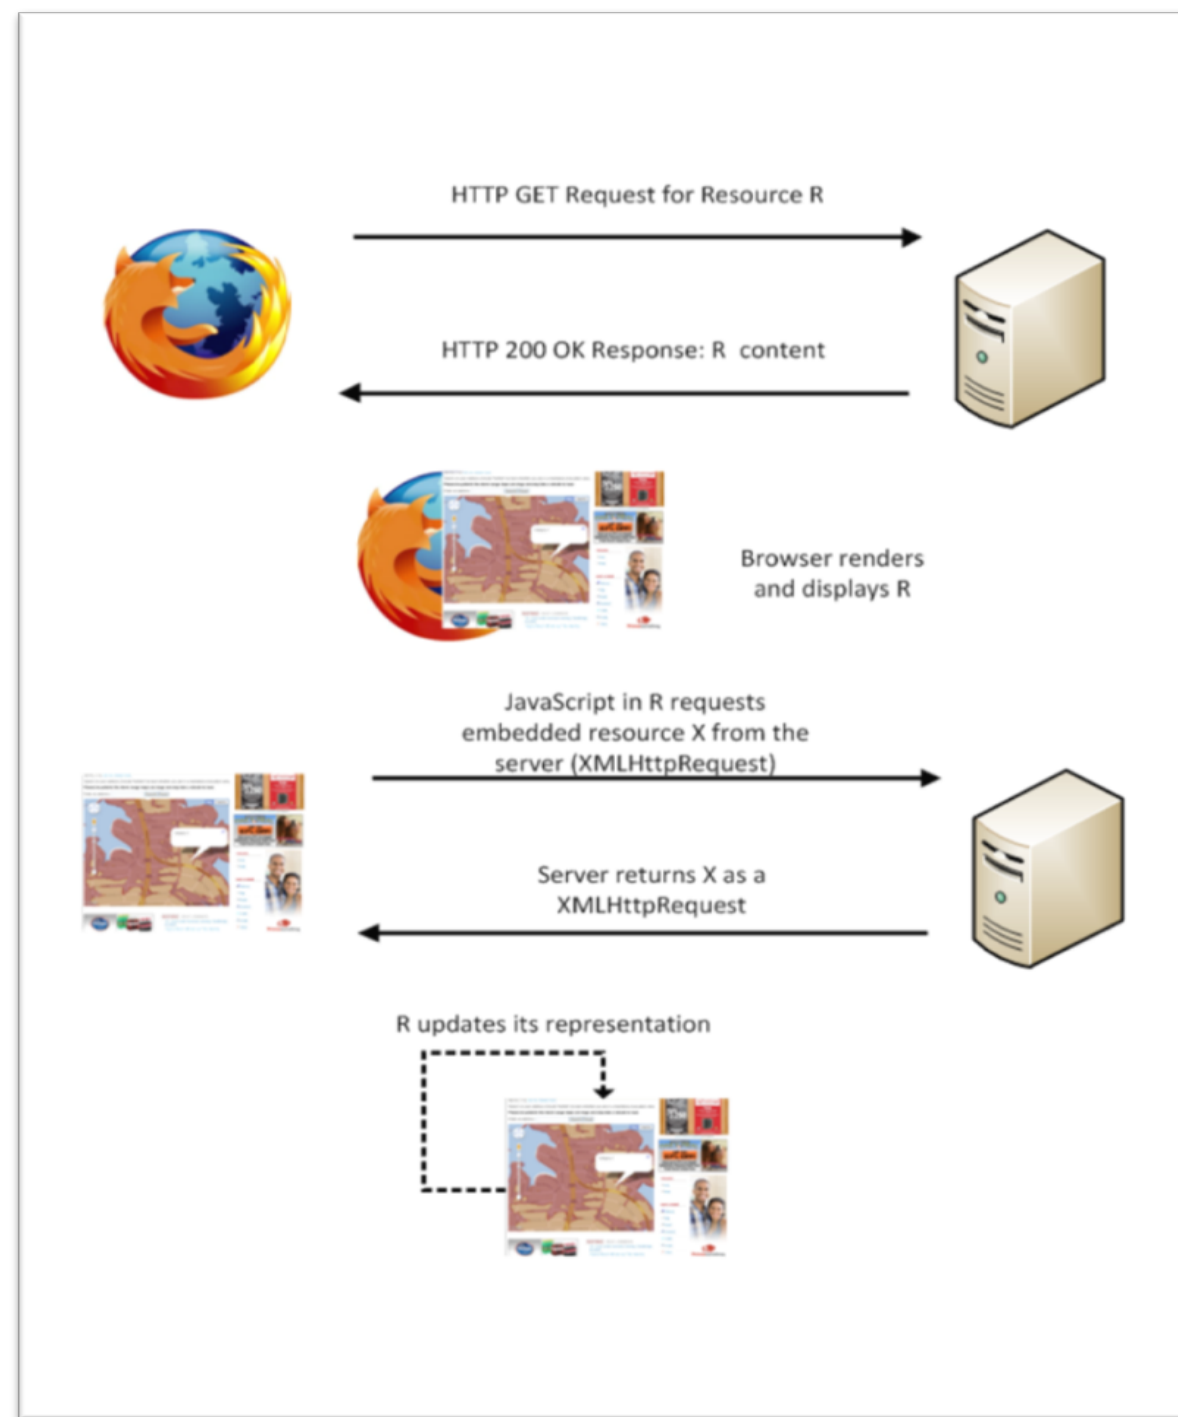 HTTP GET Request for Resource R
HTTP 200 OK Response: R content
Browser renders
and displays R
JavaScript in R requests
embedded resource X from the
server (XMLHttpRequest)
Server returns X as a
XMLHttpRequest
R updates its representation